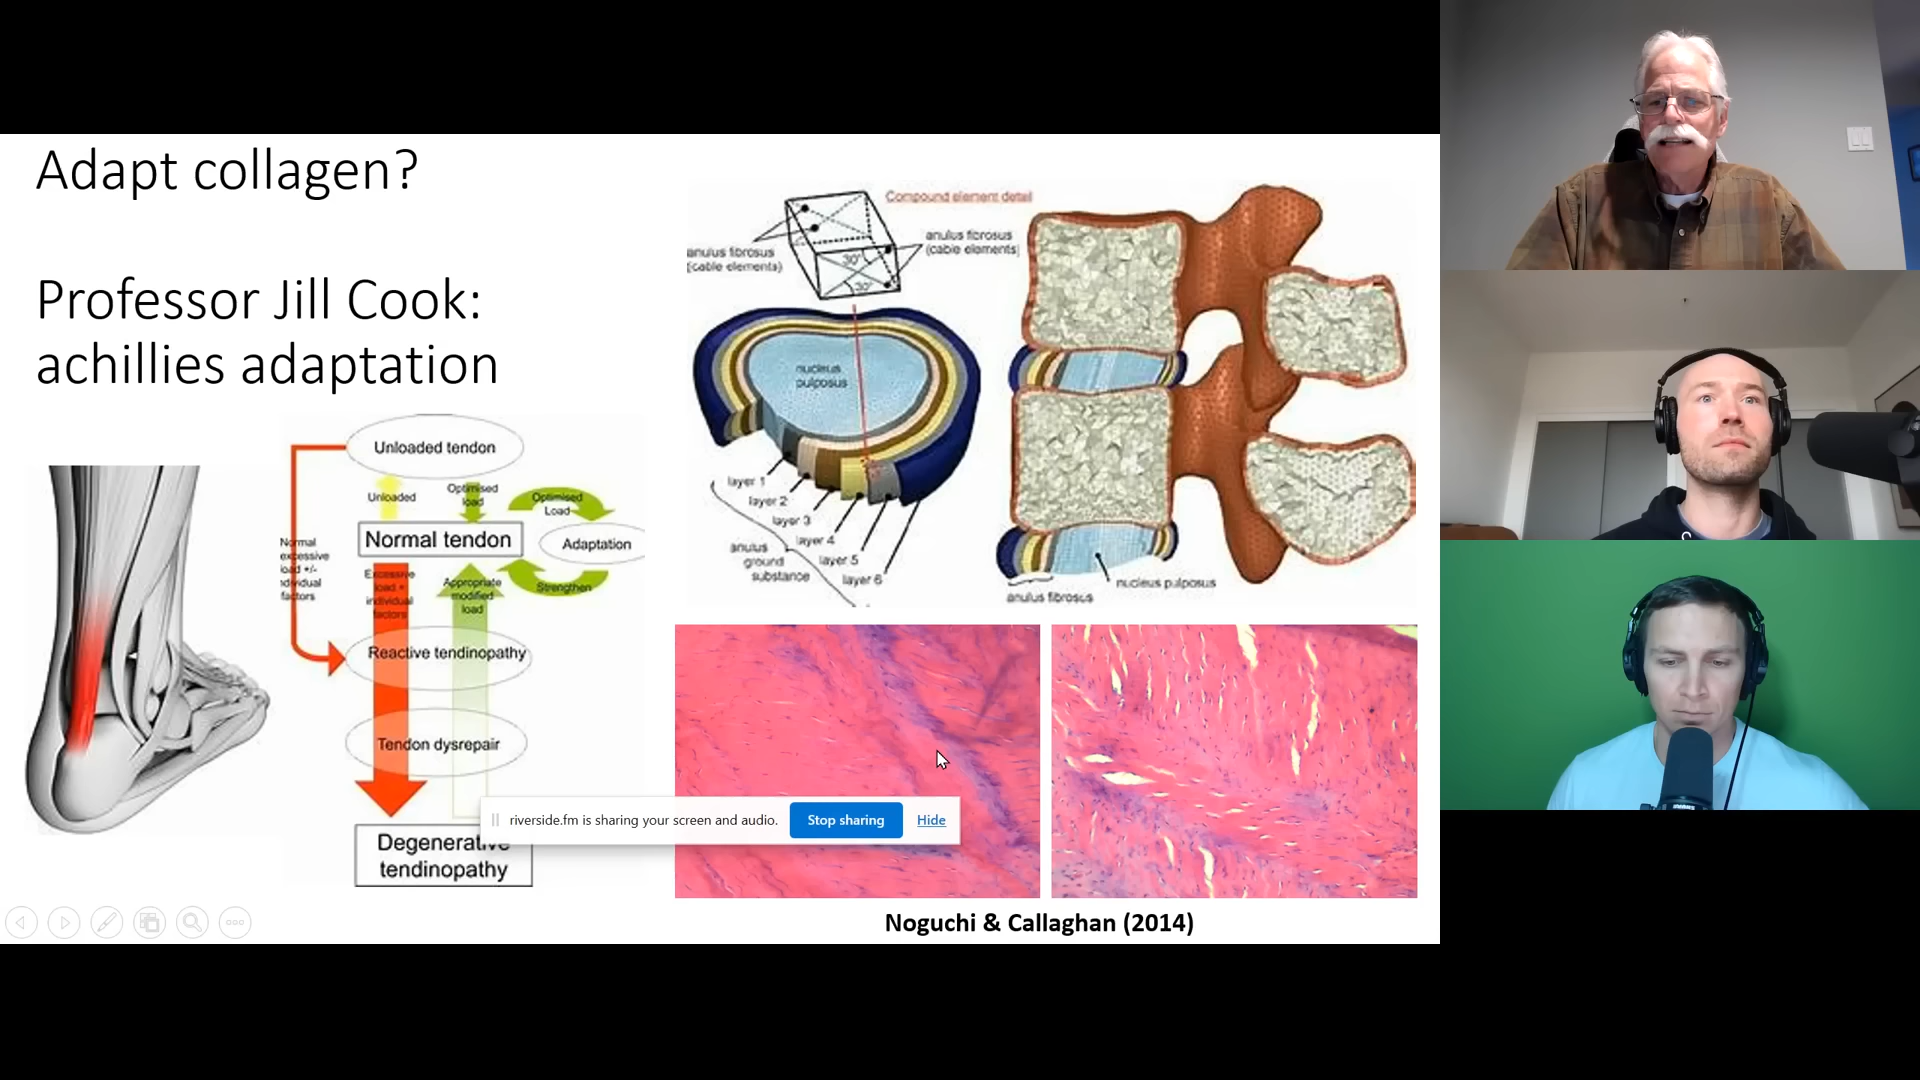 Adapt collagen?
Professor Jill Cook:
achillies adaptation
Unloaded tendon
Unloaded
Optimised
load
Optimised
Load
Normal tendon
Adaptation
Normal
excessive
load +/-
ndividual
factors
Excessive
load +
individual
factors
Appropriate
modified
load
Strengthen
Reactive tendinopathy
Tendon dysrepair
Degenerative
tendinopathy
Compound element detail
anulus fibrosus
(cable elements)
anulus fibrosus
(cable elements)
30°
30°
nucleus
pulposus
layer 1
layer 2
layer 3
layer 4
layer 5
layer 6
anulus
ground
substance
nucleus pulposus
anulus fibrosus
riverside.fm is sharing your screen and audio.
Stop sharing
Hide
Noguchi & Callaghan (2014)